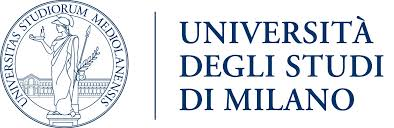 UNIVERSITAS STUDIORUM MEDIOLANENSIS
UNIVERSITÀ
DEGLI STUDI
DI MILANO